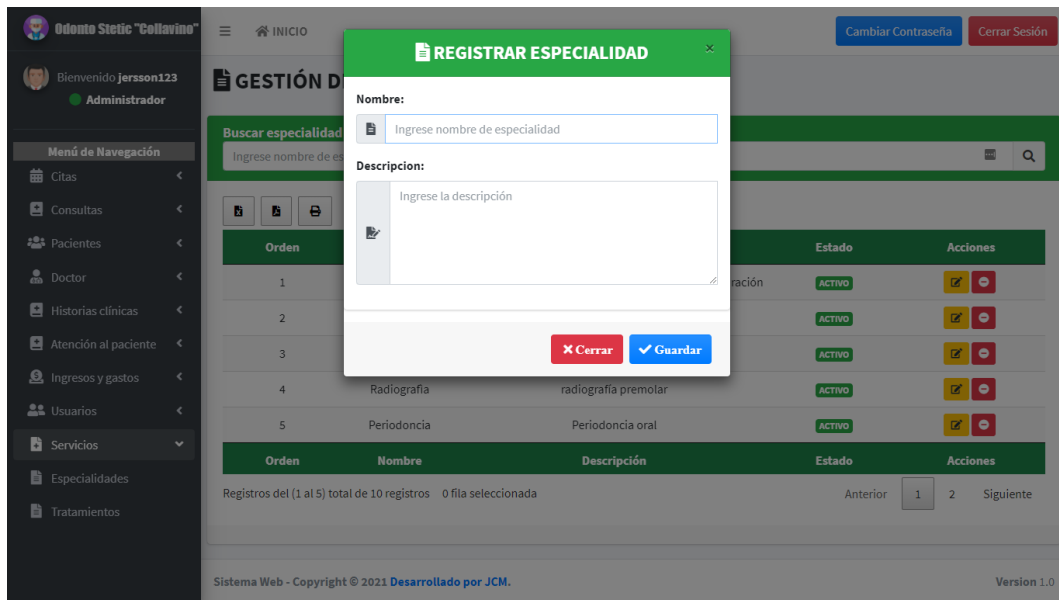 Odonto Stetic "Collavino"
INICIO
Cambiar Contraseña
Cerrar Sesión
Bienvenido jersson123
Administrador
Menú de Navegación
Citas
Consultas
Pacientes
Doctor
Historias clínicas
Atención al paciente
Ingresos y gastos
Usuarios
Servicios
Especialidades
Tratamientos
GESTIÓN
Buscar especialidad
Ingrese nombre de
REGISTRAR ESPECIALIDAD
×
Nombre:
Ingrese nombre de especialidad
Descripcion:
Ingrese la descripción
Cerrar
Guardar
Orden Estado Acciones
1 ración ACTIVO
2 ACTIVO
3 ACTIVO
4 Radiografia radiografía premolar ACTIVO
5 Periodoncia Periodoncia oral ACTIVO
Orden Nombre Descripción Estado Acciones
Registros del (1 al 5) total de 10 registros 0 fila seleccionada
Anterior 1 2 Siguiente
Sistema Web - Copyright © 2021 Desarrollado por JCM.
Version 1.0